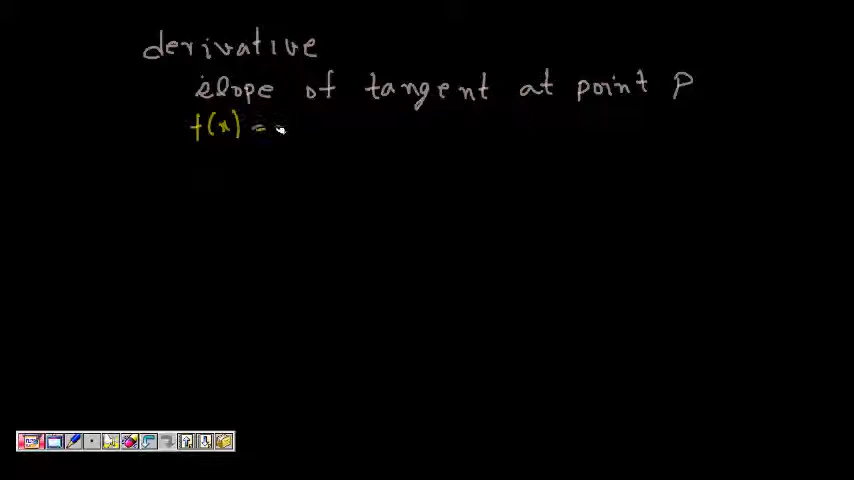 derivative
slope of tangent at point P
f(x) =